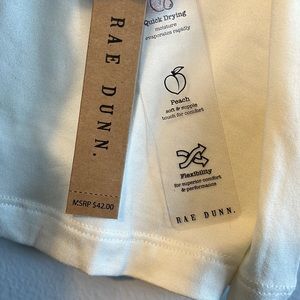 RAE DUNN.
MSRP $42.00
Quick Drying
moisture
evaporates rapidly
Peach
soft & supple
touch for comfort
Flexibility
for superior comfort
& performance
RAE DUNN.